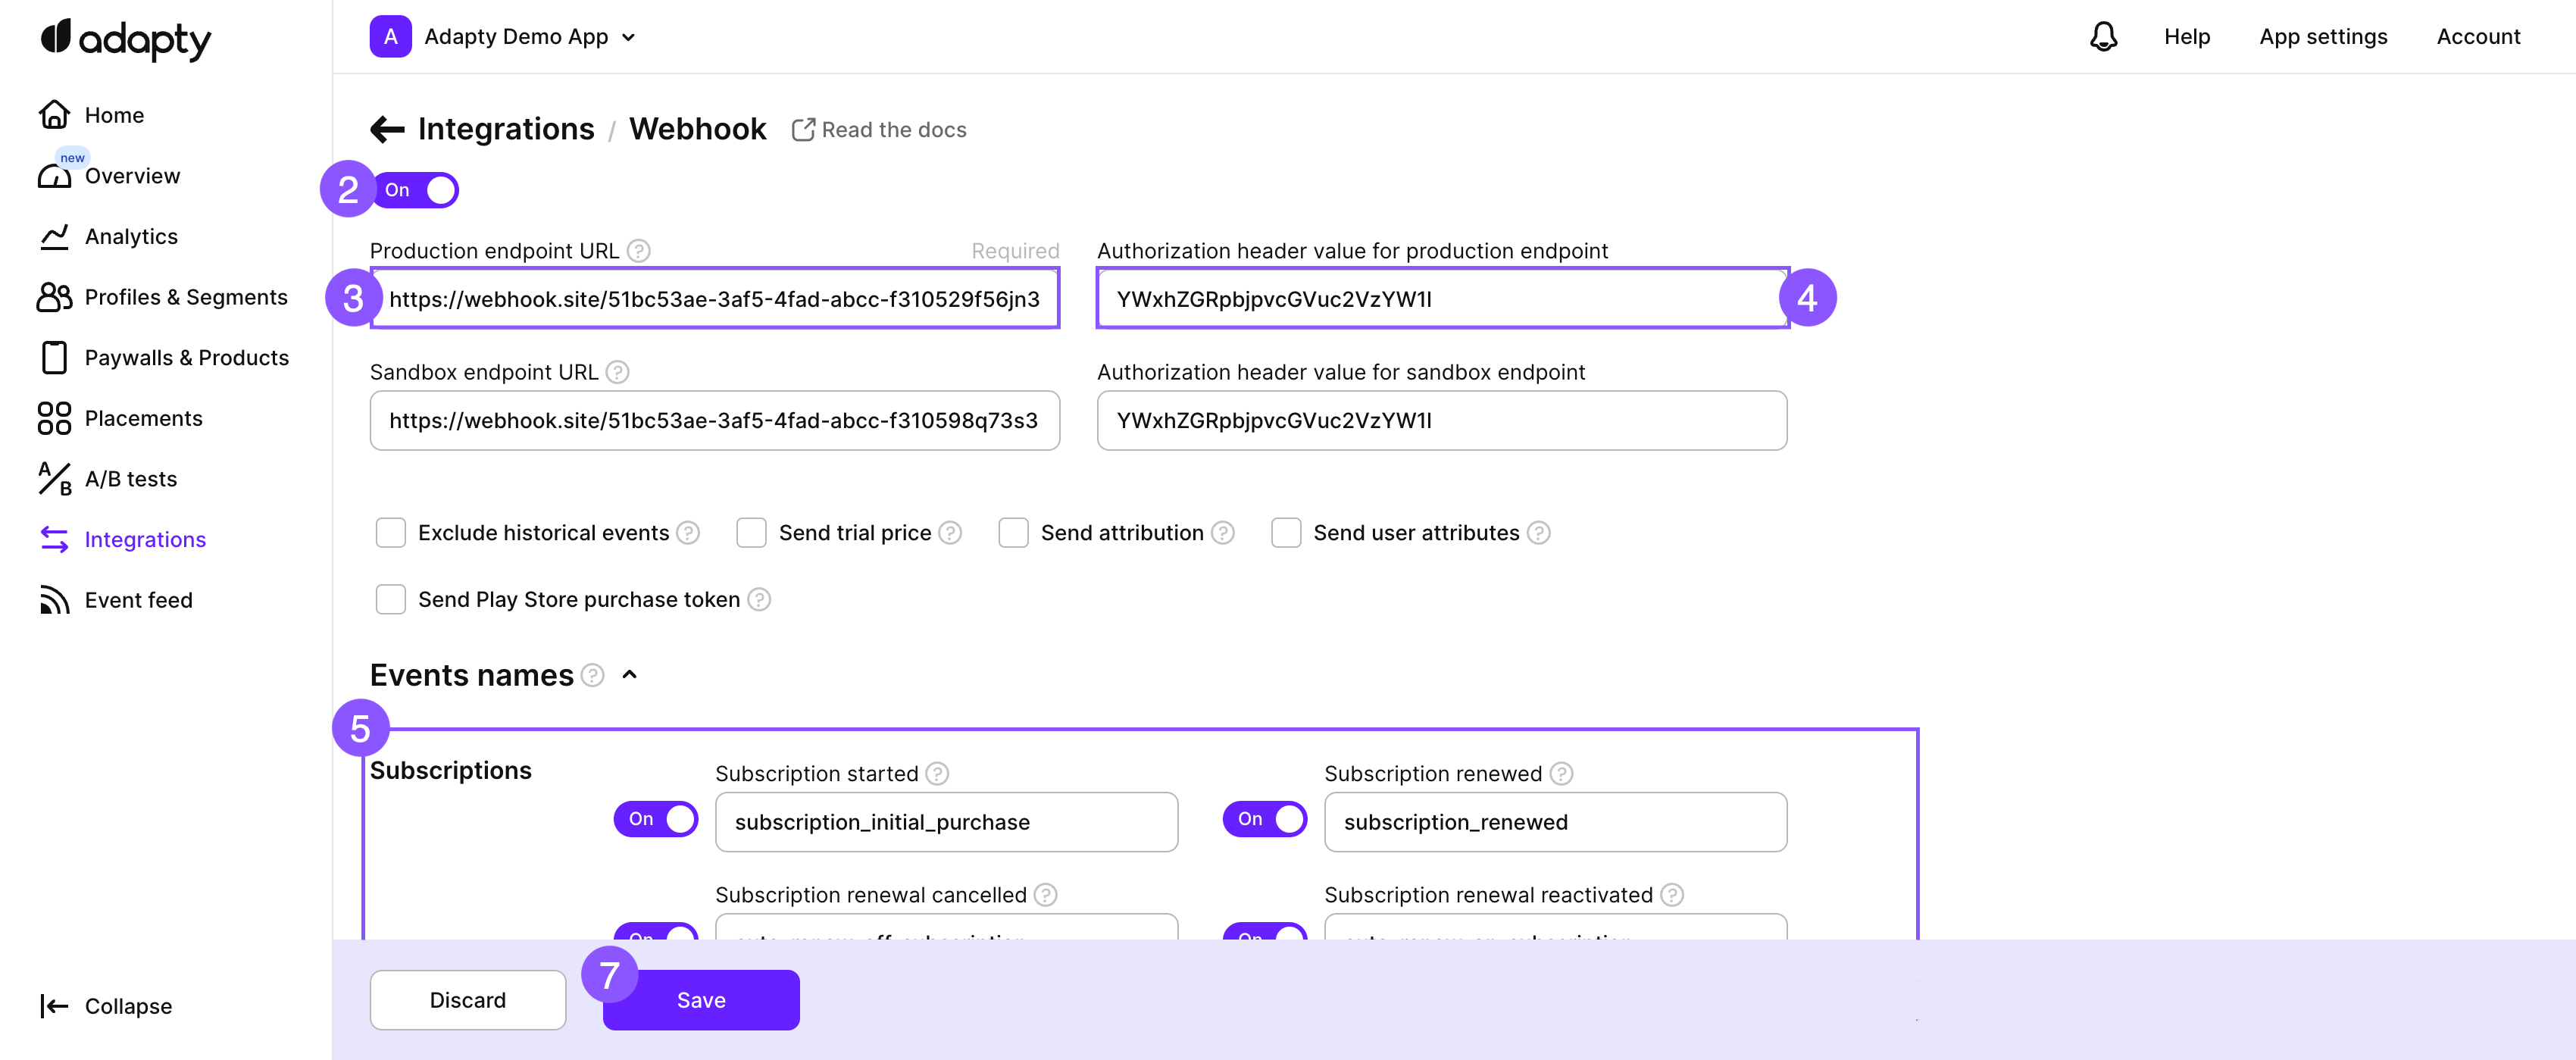 adapty
A Adapty Demo App
Help
App settings
Account
Home
new
Overview
Analytics
Profiles & Segments
Paywalls & Products
Placements
A/B
A/B tests
Integrations
Event feed
Collapse
Integrations / Webhook
Read the docs
2
On
Production endpoint URL ?
Required
Authorization header value for production endpoint
3
https://webhook.site/51bc53ae-3af5-4fad-abcc-f310529f56jn3
YWxhZGRpbjpvcGVuc2VzYW1l
4
Sandbox endpoint URL ?
Authorization header value for sandbox endpoint
https://webhook.site/51bc53ae-3af5-4fad-abcc-f310598q73s3
YWxhZGRpbjpvcGVuc2VzYW1l
Exclude historical events ?
Send trial price ?
Send attribution ?
Send user attributes ?
Send Play Store purchase token ?
Events names ?
5
Subscriptions
Subscription started ?
Subscription renewed ?
On
subscription_initial_purchase
On
subscription_renewed
Subscription renewal cancelled ?
Subscription renewal reactivated ?
On
On
Discard
7
Save